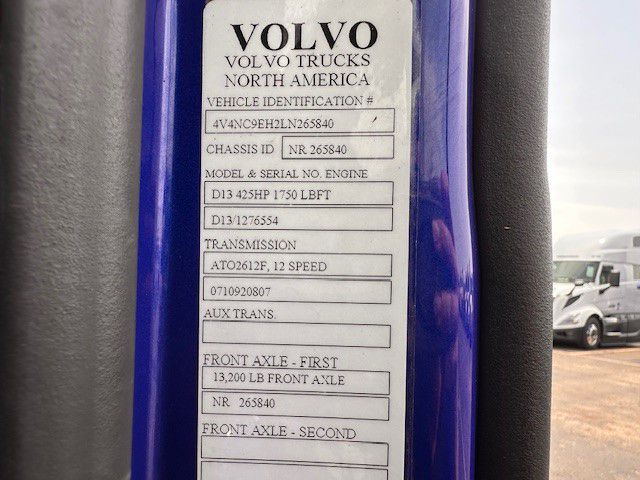 VOLVO
VOLVO TRUCKS
NORTH AMERICA
VEHICLE IDENTIFICATION #
4V4NC9EH2LN265840
CHASSIS ID NR 265840
MODEL & SERIAL NO. ENGINE
D13 425HP 1750 LBFT
D13/1276554
TRANSMISSION
ATO2612F, 12 SPEED
0710920807
AUX TRANS.
FRONT AXLE - FIRST
13,200 LB FRONT AXLE
NR 265840
FRONT AXLE - SECOND